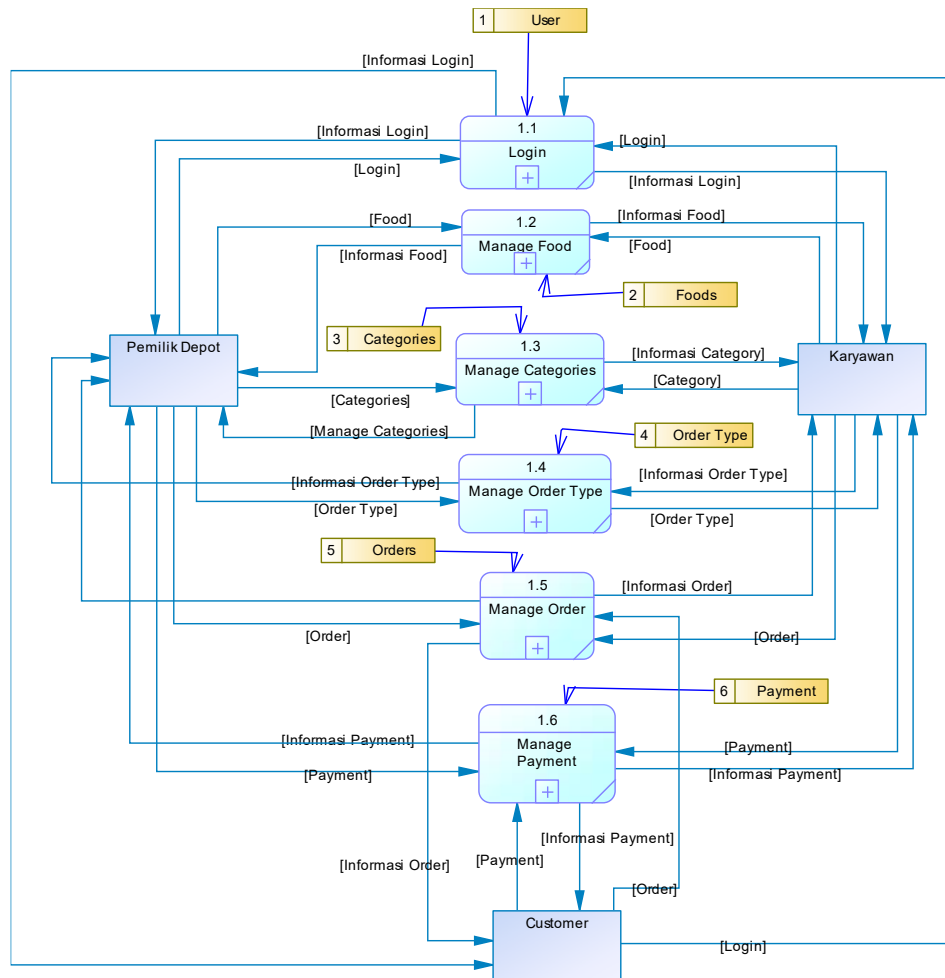 1 User
[Informasi Login]
1.1
[Informasi Login]
[Login]
Login
[Login]
[Informasi Login]
1.2
[Food]
[Informasi Food]
Manage Food
[Informasi Food]
[Food]
2 Foods
3 Categories
1.3
Pemilik Depot
Karyawan
[Informasi Category]
Manage Categories
[Category]
[Categories]
[Manage Categories]
4 Order Type
1.4
[Informasi Order Type]
[Informasi Order Type]
Manage Order Type
[Order Type]
[Order Type]
5 Orders
1.5
[Informasi Order]
Manage Order
[Order]
[Order]
6 Payment
1.6
[Informasi Payment]
Manage
Payment
[Payment]
[Payment]
[Informasi Payment]
[Informasi Payment]
[Informasi Order]
[Payment]
[Order]
Customer
[Login]